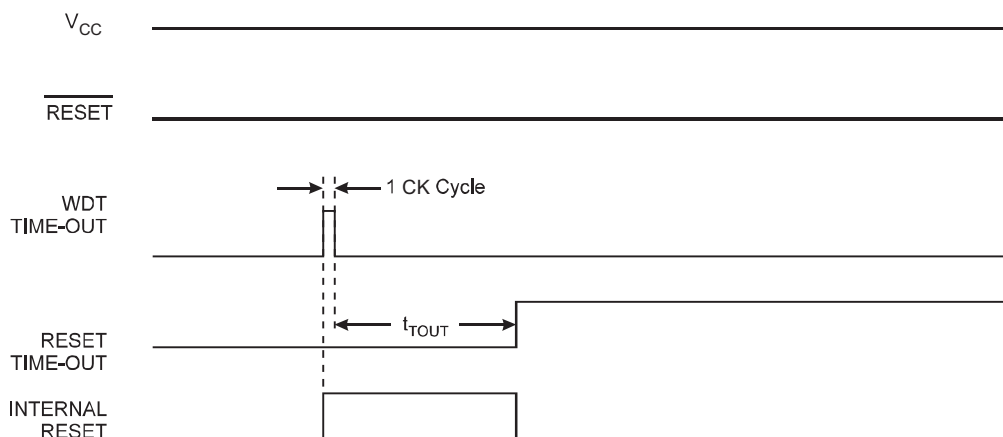 VCC
RESET
1 CK Cycle
WDT
TIME-OUT
tTOUT
RESET
TIME-OUT
INTERNAL
RESET